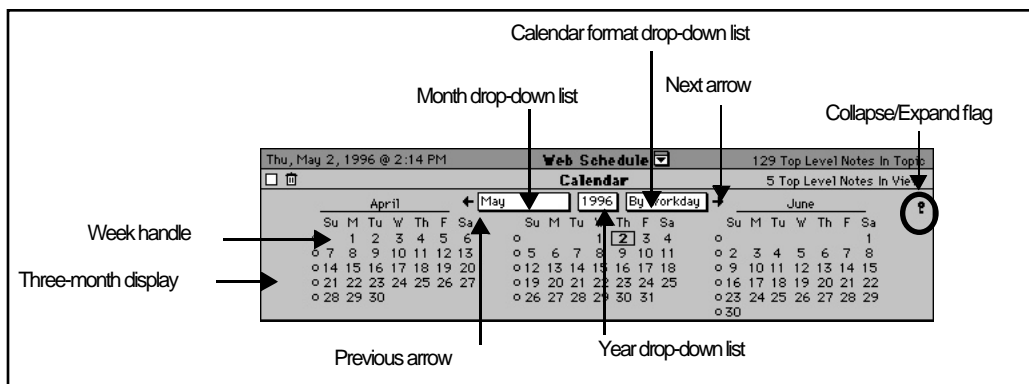 Calendar format drop-down list
Month drop-down list
Next arrow
Collapse/Expand flag
Thu, May 2, 1996 @ 2:14 PM Web Schedule 129 Top Level Notes In Topic
Calendar 5 Top Level Notes In View
April May 1996 By Workday June
Su M Tu W Th F Sa Su M Tu W Th F Sa Su M Tu W Th F Sa
Week handle
1 2 3 4 5 6 1 2 3 4 1
7 8 9 10 11 12 13 5 6 7 8 9 10 11 2 3 4 5 6 7 8
Three-month display
14 15 16 17 18 19 20 12 13 14 15 16 17 18 9 10 11 12 13 14 15
21 22 23 24 25 26 27 19 20 21 22 23 24 25 16 17 18 19 20 21 22
28 29 30 26 27 28 29 30 31 23 24 25 26 27 28 29
30
Previous arrow
Year drop-down list